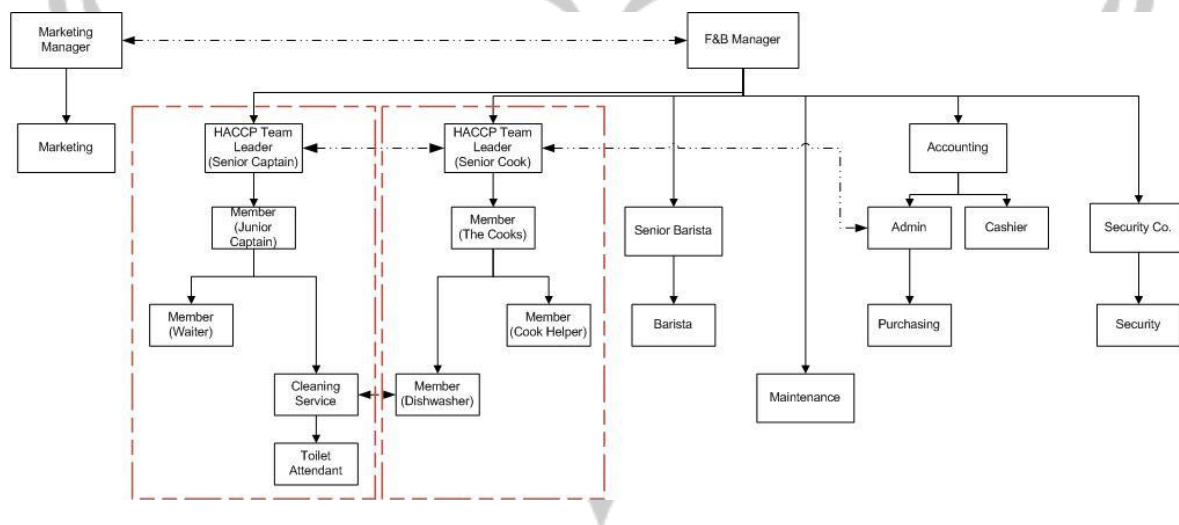 Marketing
Manager
F&B Manager
Marketing
HACCP Team
Leader
(Senior Captain)
HACCP Team
Leader
(Senior Cook)
Accounting
Member
(Junior
Captain)
Member
(The Cooks)
Senior Barista
Admin
Cashier
Security Co.
Member
(Waiter)
Member
(Cook Helper)
Barista
Purchasing
Security
Cleaning
Service
Member
(Dishwasher)
Maintenance
Toilet
Attendant